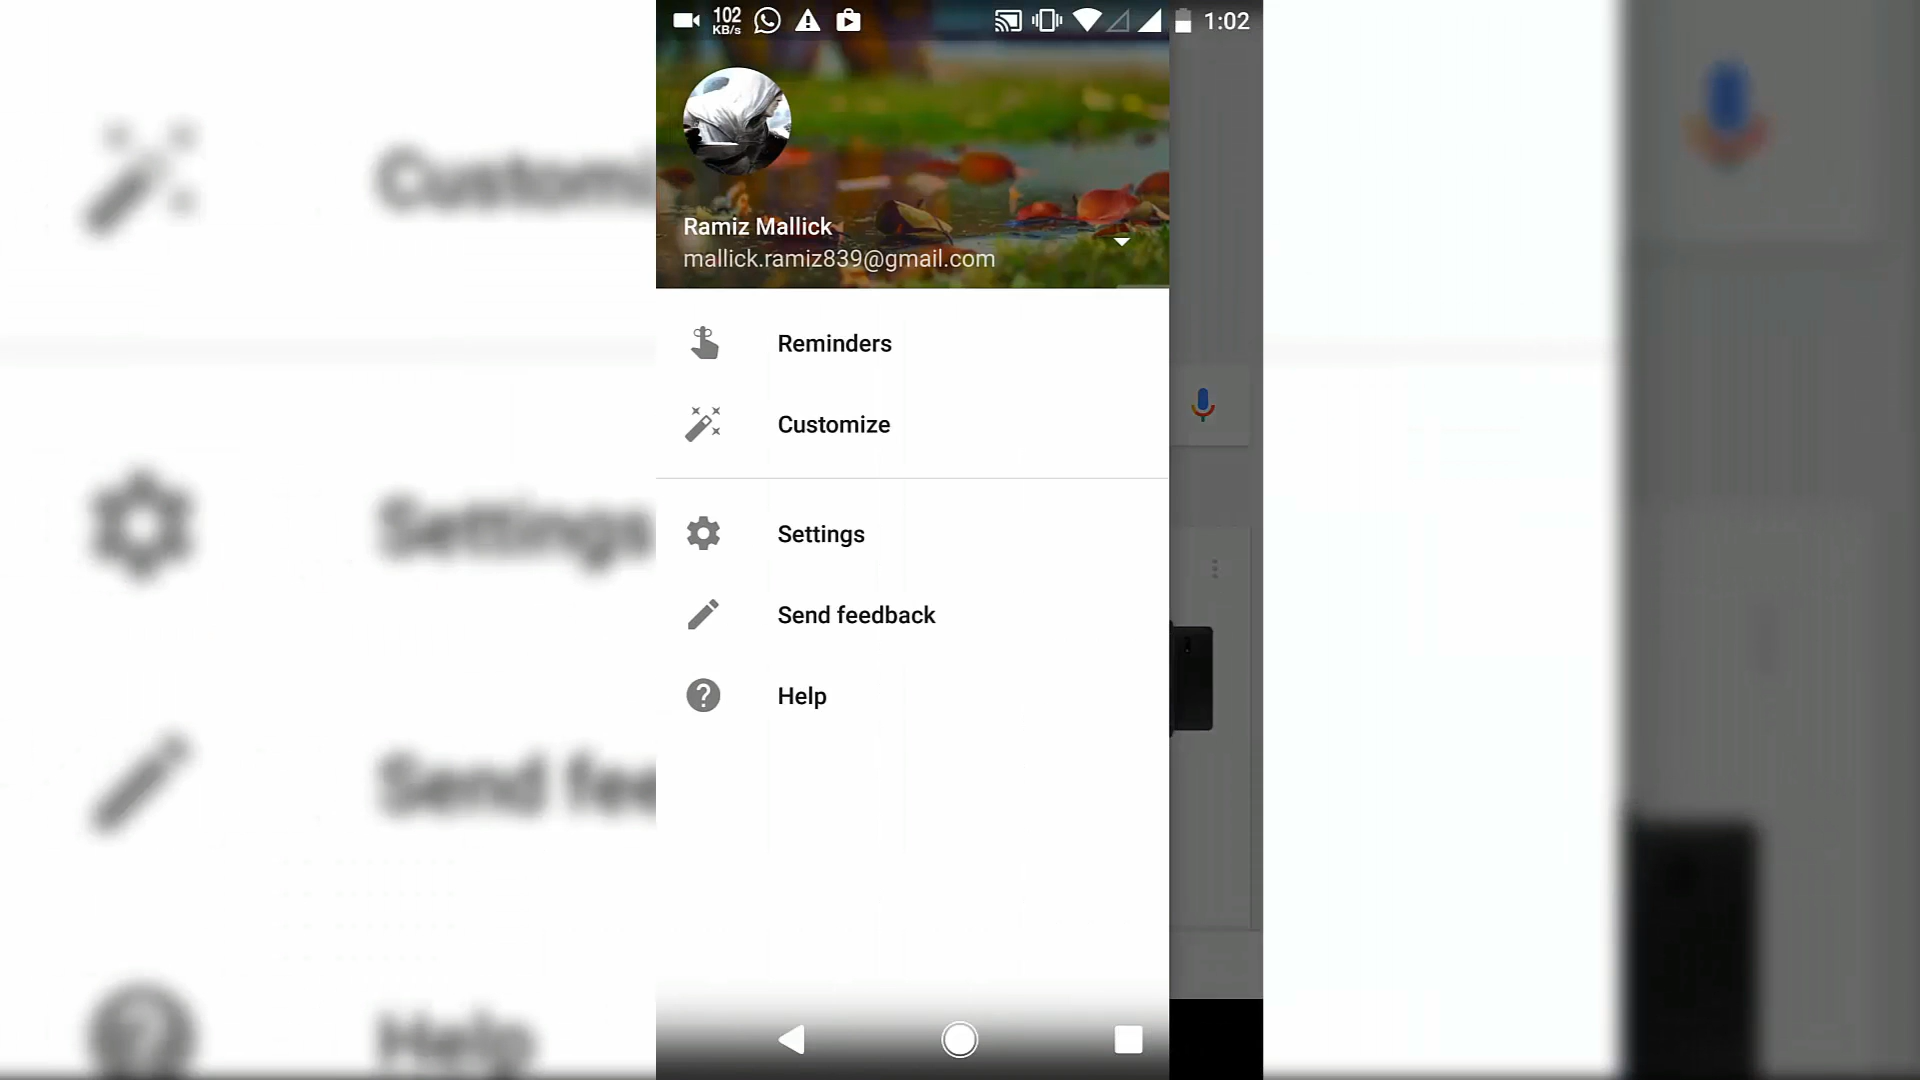 102
KB/s
1:02
Ramiz Mallick
mallick.ramiz839@gmail.com
Reminders
Customize
Settings
Send feedback
Help
Customi
Settings
Send fee
Help